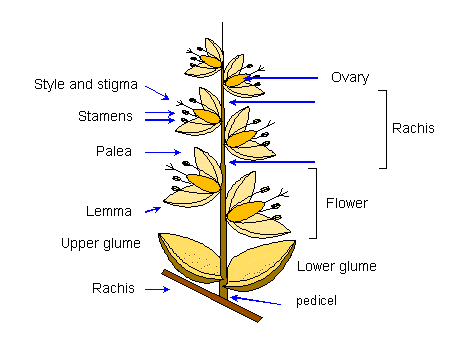 Ovary
Style and stigma
Stamens
Rachis
Palea
Flower
Lemma
Upper glume
Lower glume
Rachis
pedicel